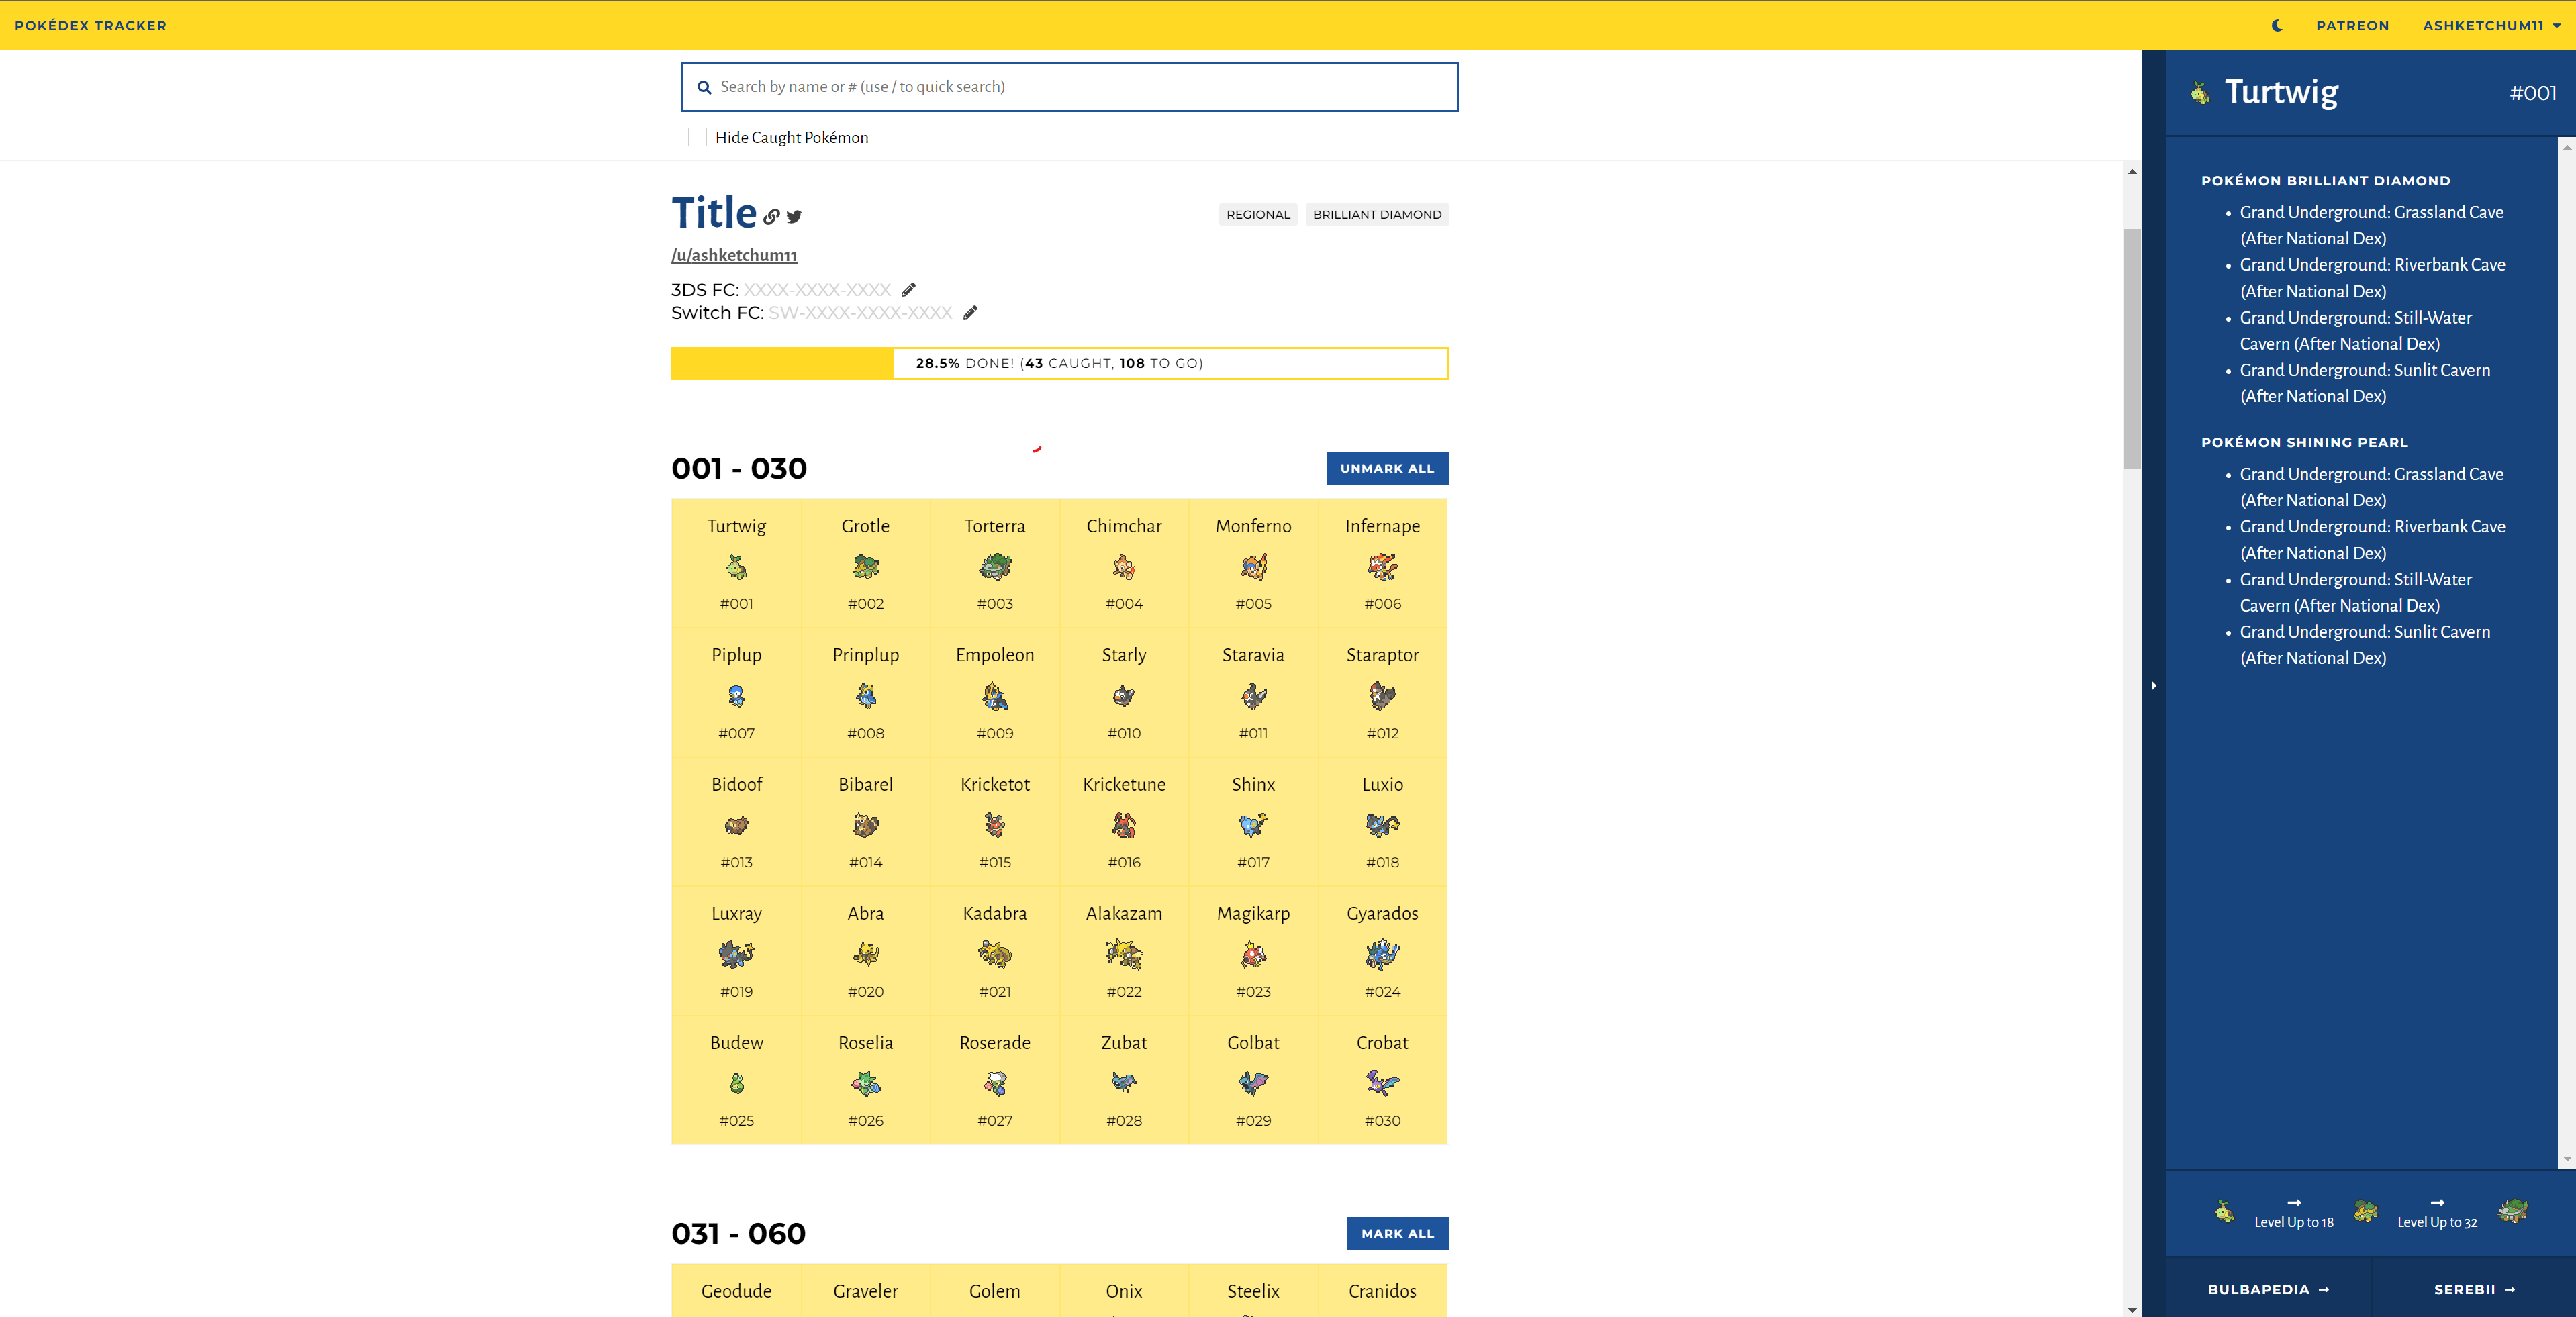 POKÉDEX TRACKER
PATREON
ASHKETCHUM11
Search by name or # (use / to quick search)
Hide Caught Pokémon
Title
REGIONAL
BRILLIANT DIAMOND
/u/ashketchum11
3DS FC: XXXX-XXXX-XXXX
Switch FC: SW-XXXX-XXXX-XXXX
28.5% DONE! (43 CAUGHT, 108 TO GO)
001 - 030
UNMARK ALL
Turtwig Grotle Torterra Chimchar Monferno Infernape
#001 #002 #003 #004 #005 #006
Piplup Prinplup Empoleon Starly Staravia Staraptor
#007 #008 #009 #010 #011 #012
Bidoof Bibarel Kricketot Kricketune Shinx Luxio
#013 #014 #015 #016 #017 #018
Luxray Abra Kadabra Alakazam Magikarp Gyarados
#019 #020 #021 #022 #023 #024
Budew Roselia Roserade Zubat Golbat Crobat
#025 #026 #027 #028 #029 #030
031 - 060
MARK ALL
Geodude Graveler Golem Onix Steelix Cranidos
Turtwig
#001
POKÉMON BRILLIANT DIAMOND
• Grand Underground: Grassland Cave
(After National Dex)
• Grand Underground: Riverbank Cave
(After National Dex)
• Grand Underground: Still-Water
Cavern (After National Dex)
• Grand Underground: Sunlit Cavern
(After National Dex)
POKÉMON SHINING PEARL
• Grand Underground: Grassland Cave
(After National Dex)
• Grand Underground: Riverbank Cave
(After National Dex)
• Grand Underground: Still-Water
Cavern (After National Dex)
• Grand Underground: Sunlit Cavern
(After National Dex)
Level Up to 18
Level Up to 32
BULBAPEDIA →
SEREBII →